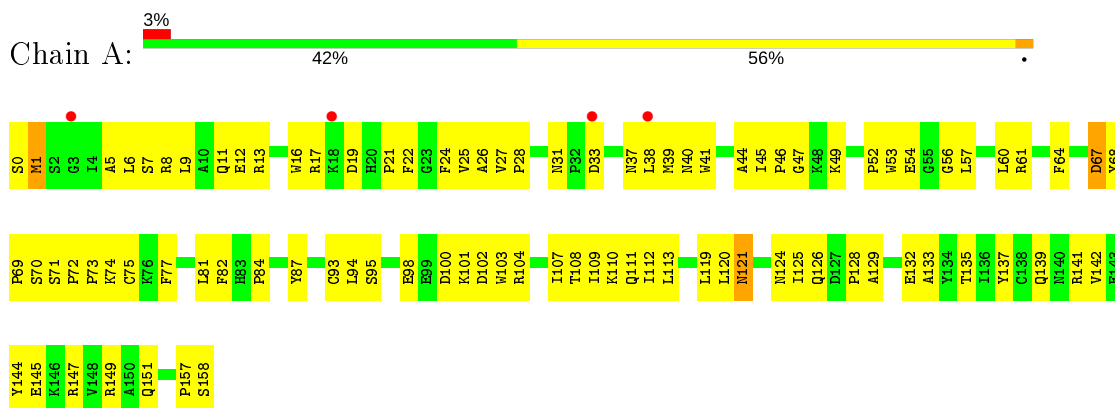 3%
Chain A:
42% 56% •
S0 M1 S2 G3 I4 A5 L6 S7 R8 L9 A10 Q11 E12 R13 W16 R17 K18 D19 H20 P21 F22 G23 F24 V25 A26 V27 P28 N31 P32 D33 N37 L38 M39 N40 W41 A44 I45 P46 G47 K48 K49 P52 W53 E54 G55 G56 L57 L60 R61 F64 D67 Y68
P69 S70 S71 P72 P73 K74 C75 K76 F77 L81 F82 H83 P84 Y87 C93 L94 S95 E98 E99 D100 K101 D102 W103 R104 I107 T108 I109 K110 Q111 I112 L113 L119 L120 N121 N124 I125 Q126 D127 P128 A129 E132 A133 Y134 T135 I136 Y137 C138 Q139 N140 R141 V142 E143
Y144 E145 K146 R147 V148 R149 A150 Q151 P157 S158